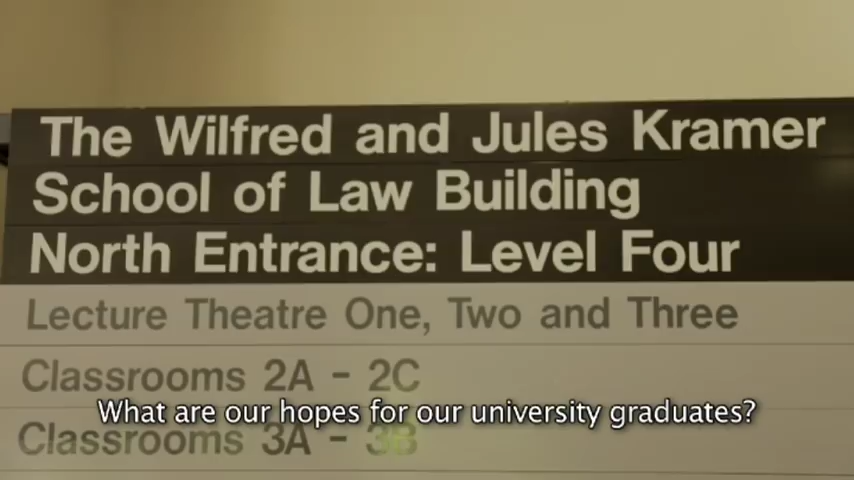 The Wilfred and Jules Kramer
School of Law Building
North Entrance: Level Four
Lecture Theatre One, Two and Three
Classrooms 2A - 2C
What are our hopes for our university graduates?
Classrooms 3A - 3B